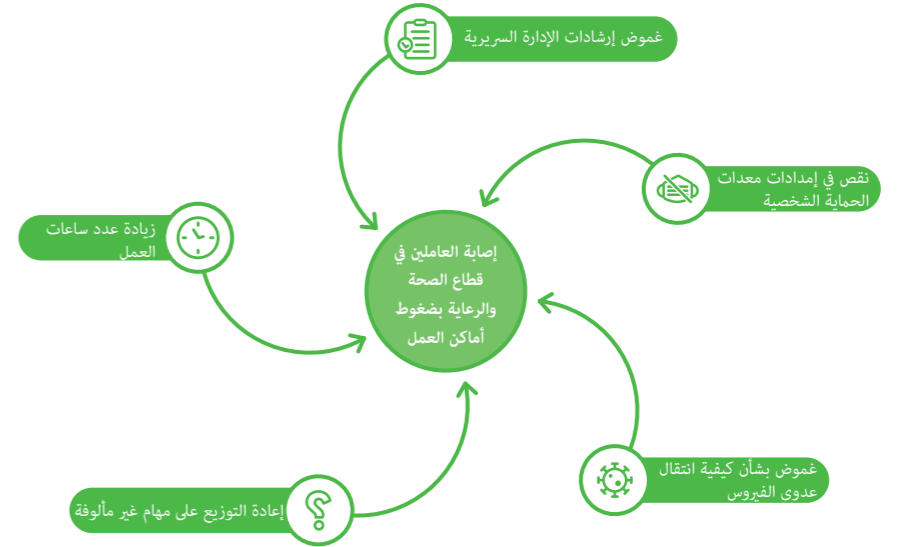 غموض إرشادات الإدارة السريرية
نقص في إمدادات معدات
الحماية الشخصية
زيادة عدد ساعات
العمل
إصابة العاملين في
قطاع الصحة
والرعاية بضغوط
أماكن العمل
غموض بشأن كيفية انتقال
عدوى الفيروس
إعادة التوزيع على مهام غير مألوفة